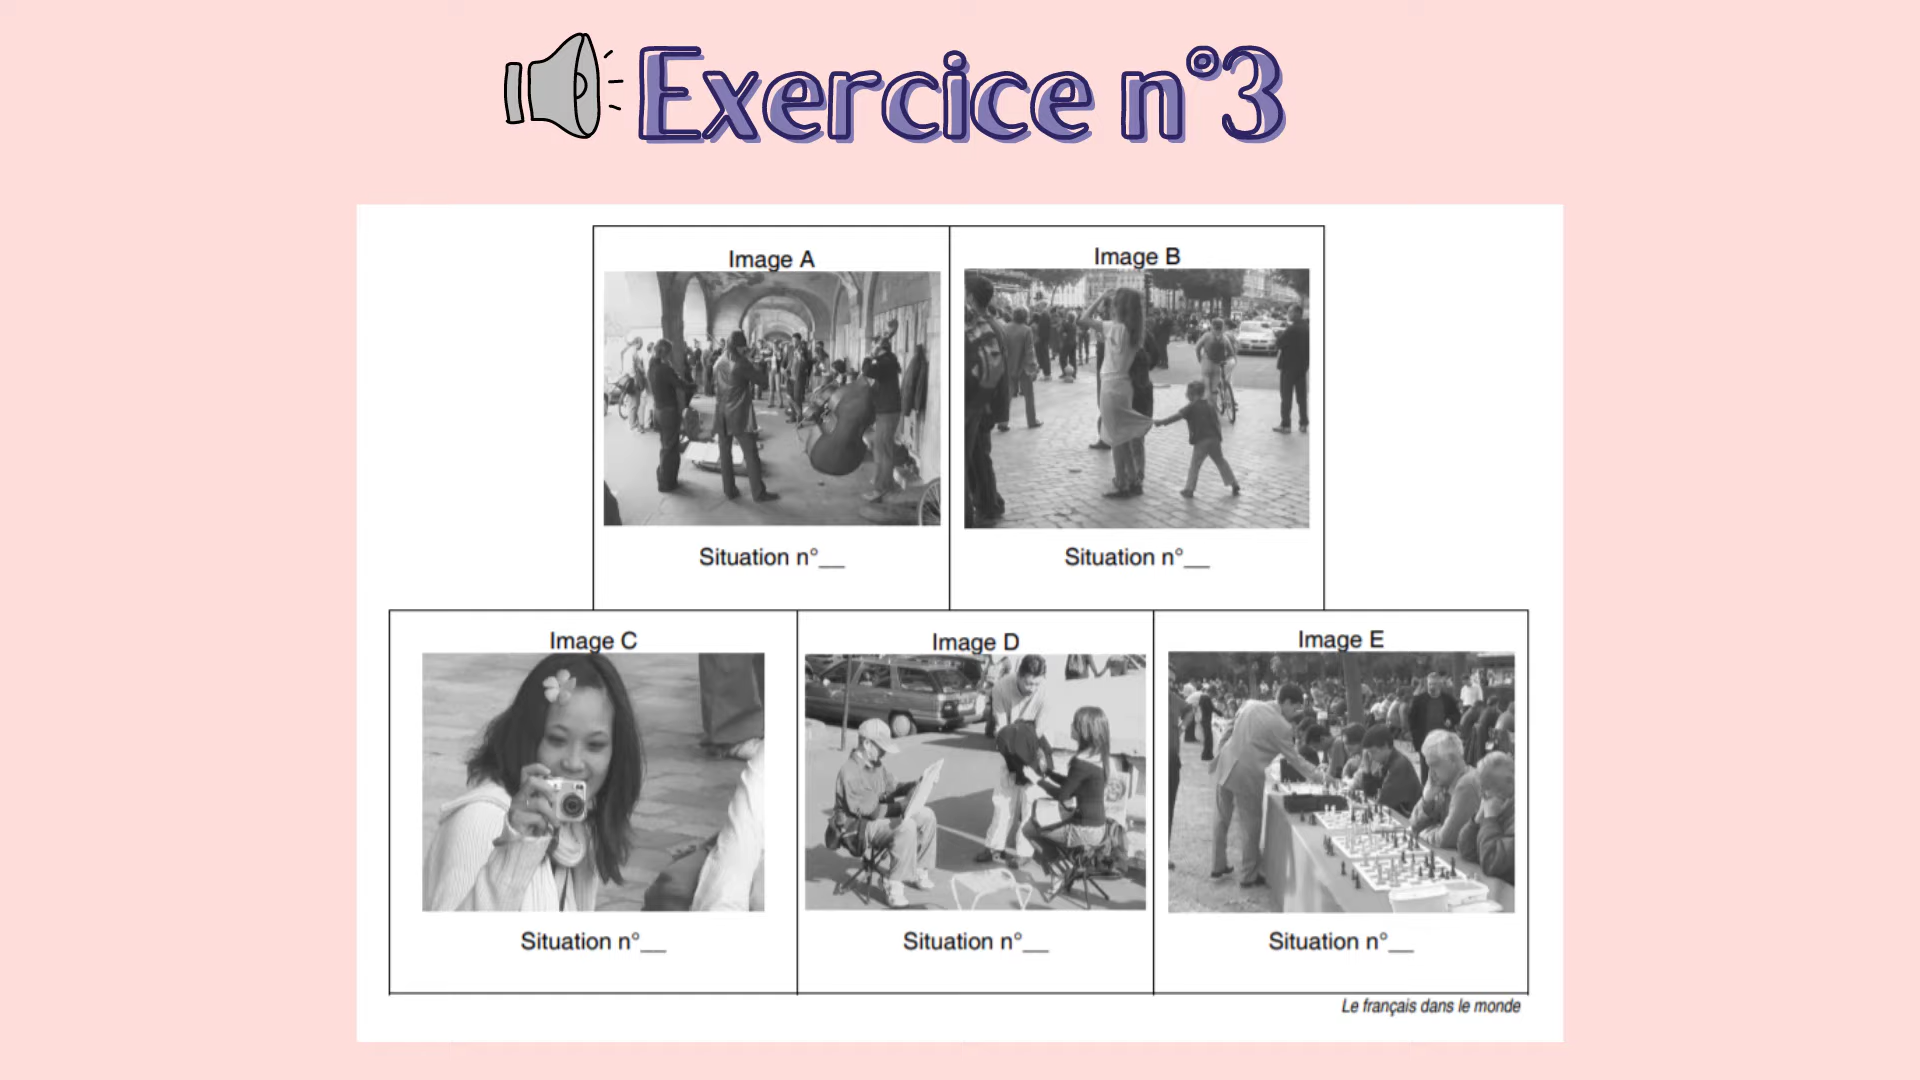 Exercice n°3
Image A
Image B
Situation n°__
Situation n°__
Image C
Image D
Image E
Situation n°__
Situation n°__
Situation n°__
Le français dans le monde